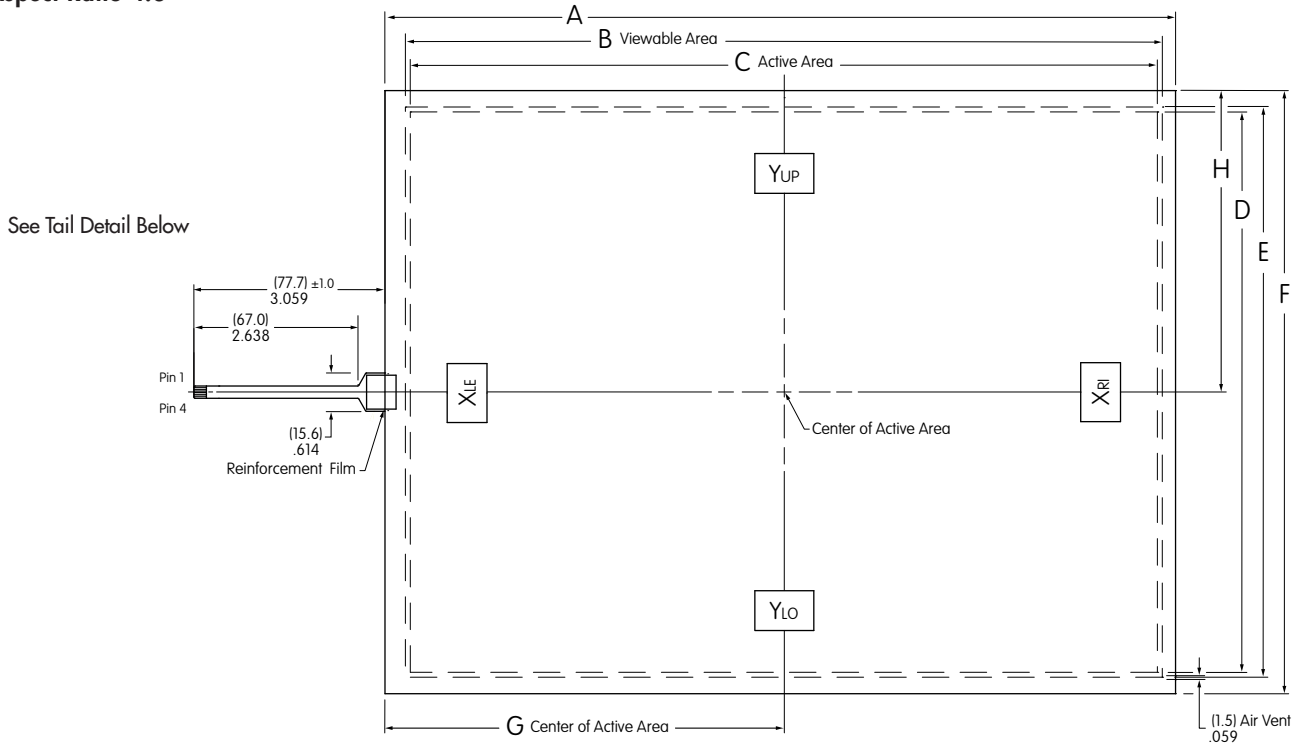 A
B Viewable Area
C Active Area
H
D
E
F
YUP
See Tail Detail Below
(77.7) ±1.0
3.059
(67.0)
2.638
Pin 1
Pin 4
XLE
XRI
Center of Active Area
(15.6)
.614
Reinforcement Film
YLO
G Center of Active Area
(1.5) Air Vent
.059